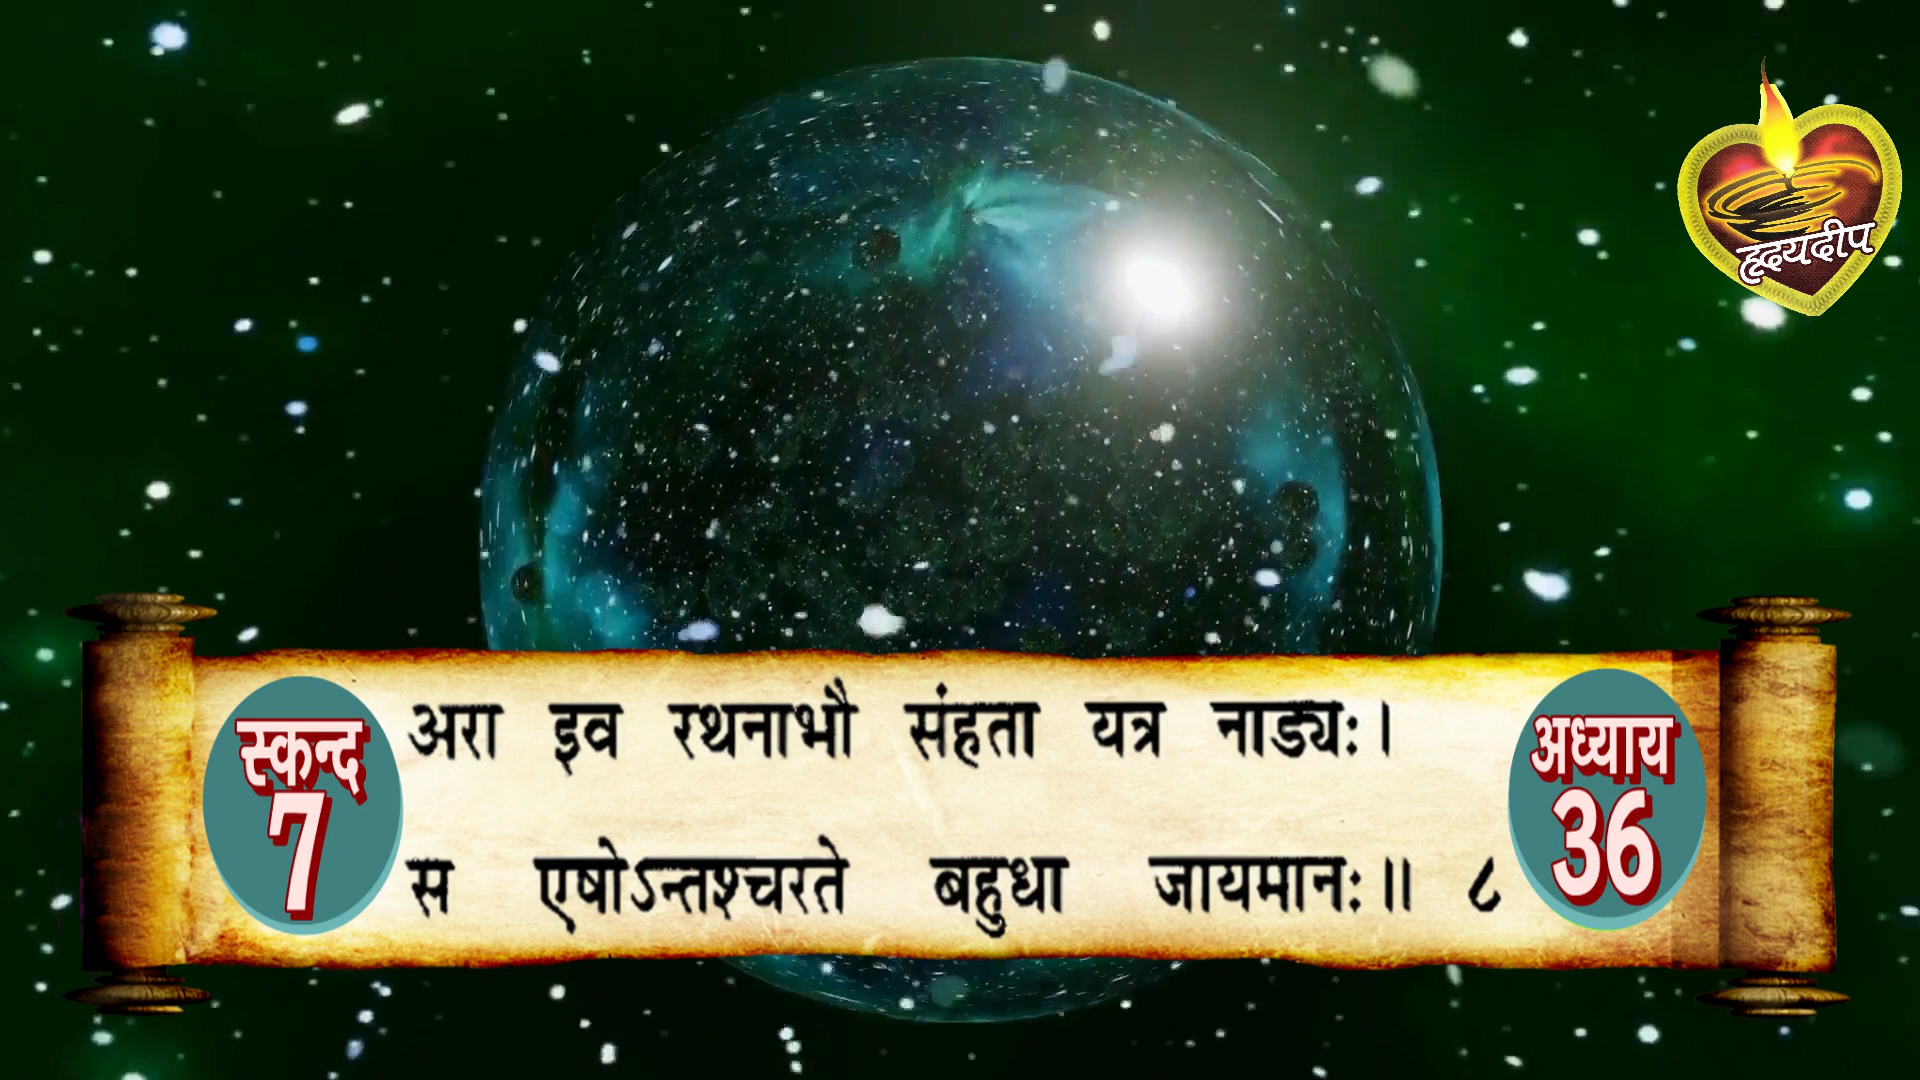 हृदयदीप
स्कन्द
7
अरा इव रथनाभौ संहता यत्र नाड्यः।
स एषोऽन्तश्चरते बहुधा जायमानः॥ ८
अध्याय
36